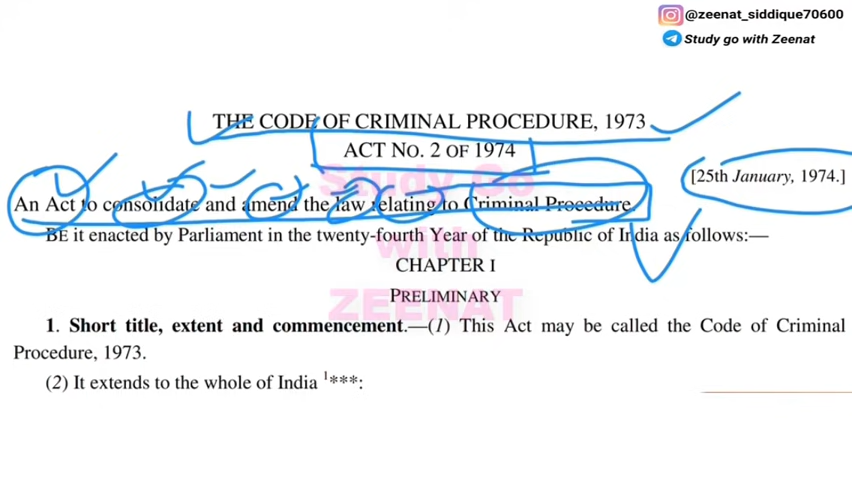 @zeenat_siddique70600
Study go with Zeenat
THE CODE OF CRIMINAL PROCEDURE, 1973
ACT NO. 2 OF 1974
[25th January, 1974.]
An Act to consolidate and amend the law relating to Criminal Procedure.
BE it enacted by Parliament in the twenty-fourth Year of the Republic of India as follows:—
CHAPTER I
PRELIMINARY
1. Short title, extent and commencement.—(1) This Act may be called the Code of Criminal
Procedure, 1973.
(2) It extends to the whole of India 1***:
Study Go
with
ZEENAT